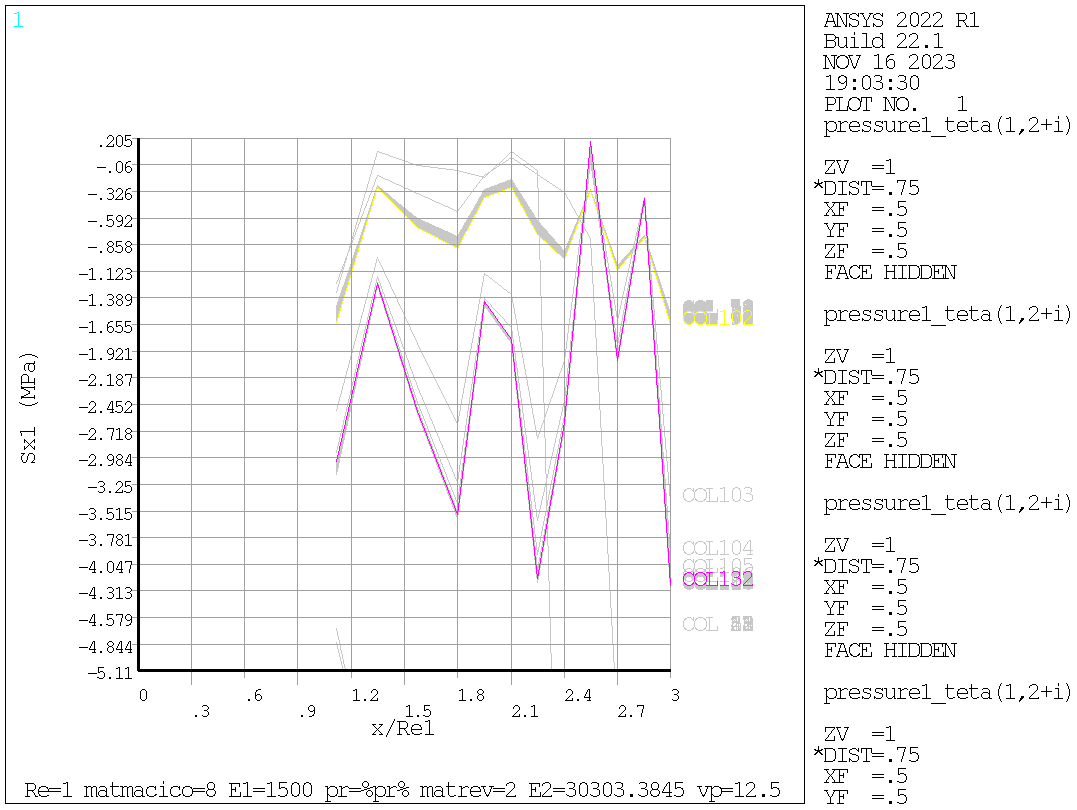 1
ANSYS 2022 R1
Build 22.1
NOV 16 2023
19:03:30
PLOT NO. 1
pressure1_teta(1,2+i)
ZV =1
*DIST=.75
XF =.5
YF =.5
ZF =.5
FACE HIDDEN
pressure1_teta(1,2+i)
ZV =1
*DIST=.75
XF =.5
YF =.5
ZF =.5
FACE HIDDEN
pressure1_teta(1,2+i)
ZV =1
*DIST=.75
XF =.5
YF =.5
ZF =.5
FACE HIDDEN
pressure1_teta(1,2+i)
ZV =1
*DIST=.75
XF =.5
YF =.5
.205
-.06
-.326
-.592
-.858
-1.123
-1.389
-1.655
-1.921
-2.187
-2.452
-2.718
-2.984
-3.25
-3.515
-3.781
-4.047
-4.313
-4.579
-4.844
-5.11
Sx1 (MPa)
COL102
COL103
COL104
COL105
COL132
COL
0 .6 1.2 1.8 2.4 3
.3 .9 1.5 2.1 2.7
x/Re1
Re=1 matmacico=8 E1=1500 pr=%pr% matrev=2 E2=30303.3845 vp=12.5